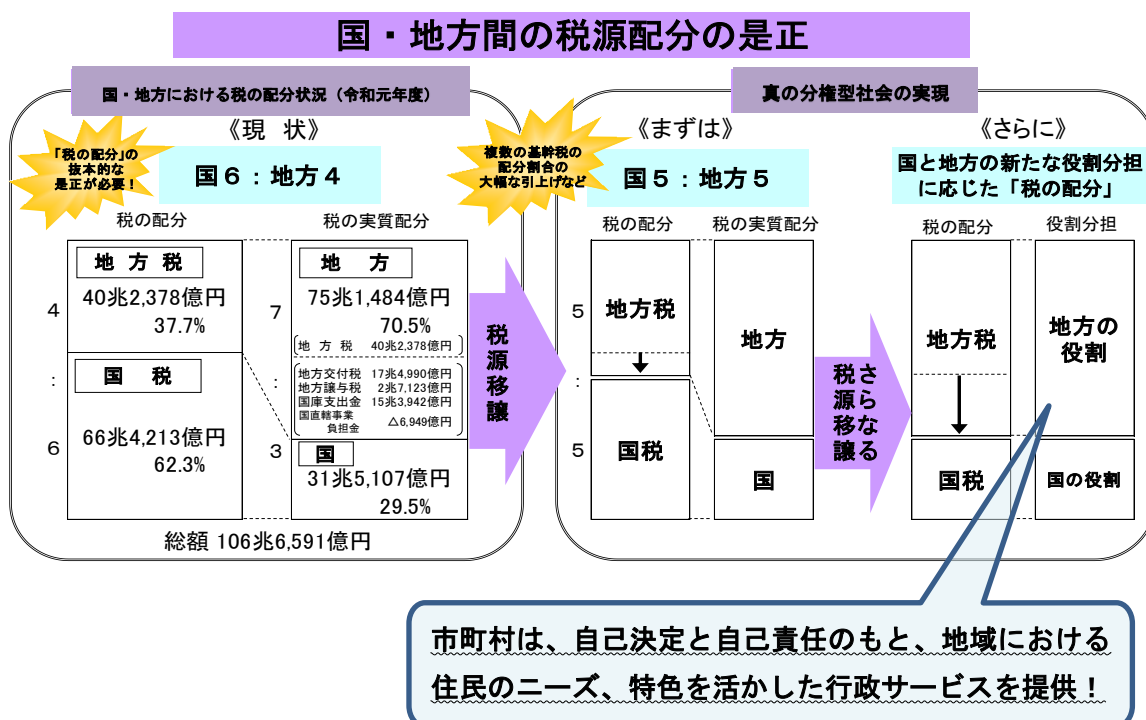 国・地方間の税源配分の是正
国・地方における税の配分状況（令和元年度）
《現　状》
「税の配分」の
抜本的な
是正が必要！
国６：地方４
税の配分
税の実質配分
4
：
6
地 方 税
40兆2,378億円
37.7%
国　税
66兆4,213億円
62.3%
7
：
3
地　方
75兆1,484億円
70.5%
地 方 税　40兆2,378億円
地方交付税　17兆4,990億円
地方譲与税　2兆7,123億円
国庫支出金　15兆3,942億円
国直轄事業
負担金　△6,949億円
国
31兆5,107億円
29.5%
総額 106兆6,591億円
税源移譲
真の分権型社会の実現
複数の基幹税の
配分割合の
大幅な引上げなど
《まずは》
国５：地方５
税の配分
税の実質配分
5
：
5
地方税
国税
地方
国
さらなる
税源移譲
《さらに》
国と地方の新たな役割分担
に応じた「税の配分」
税の配分
役割分担
地方税
国税
地方の
役割
国の役割
市町村は、自己決定と自己責任のもと、地域における
住民のニーズ、特色を活かした行政サービスを提供！